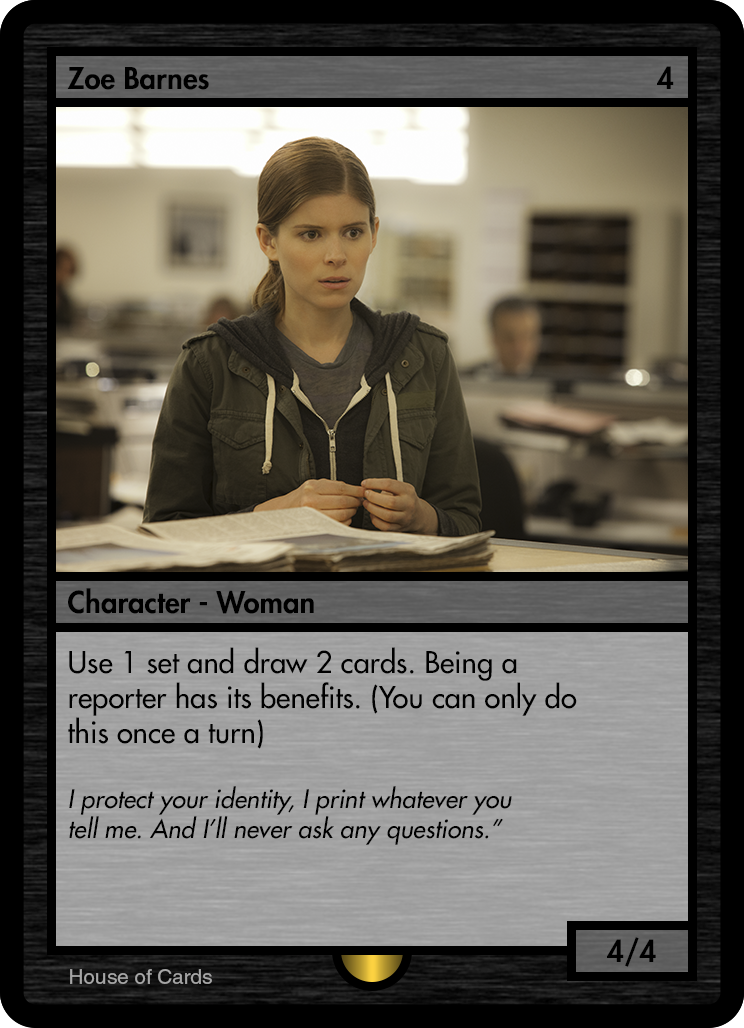 Zoe Barnes 4
Character - Woman
Use 1 set and draw 2 cards. Being a
reporter has its benefits. (You can only do
this once a turn)
I protect your identity, I print whatever you
tell me. And I'll never ask any questions.”
4/4
House of Cards